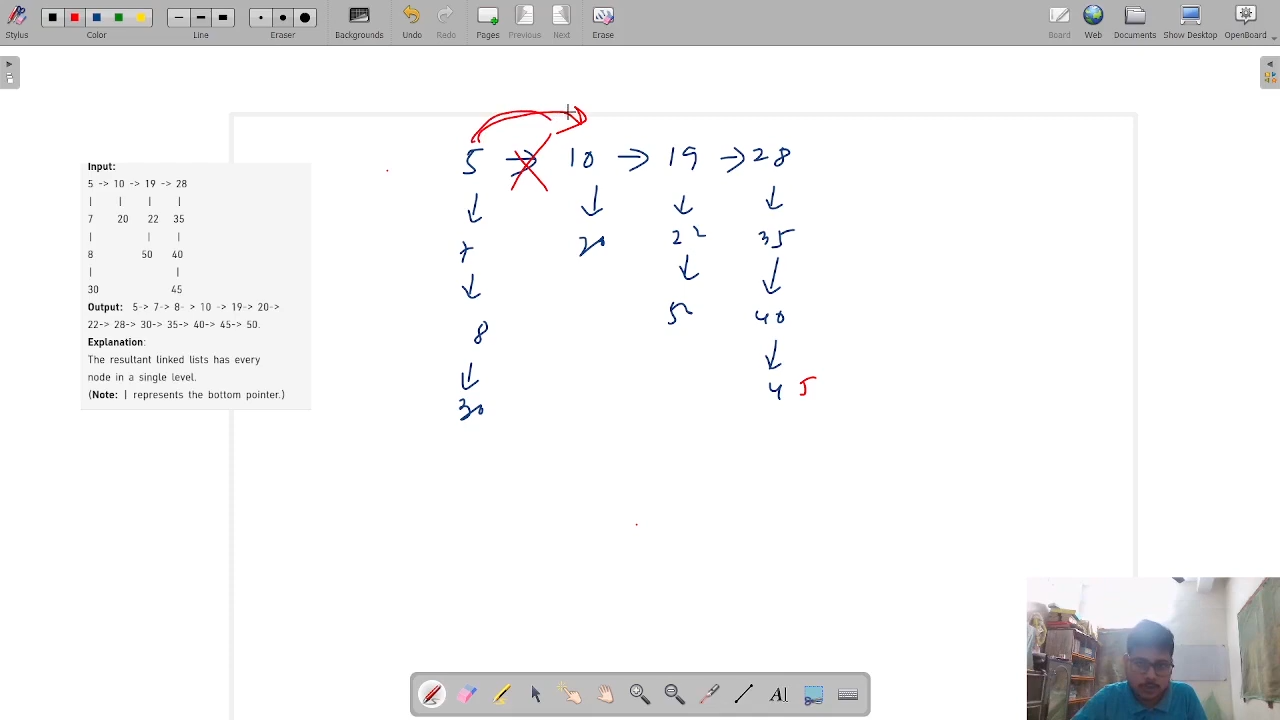 Stylus Color Line Eraser Backgrounds Undo Redo Pages Previous Next Erase Board Web Documents Show Desktop OpenBoard
Input:
5 -> 10 -> 19 -> 28
| | | |
7 20 22 35
| | |
8 50 40
| |
30 45
Output: 5-> 7-> 8- > 10 -> 19-> 20->
22-> 28-> 30-> 35-> 40-> 45-> 50.
Explanation:
The resultant linked lists has every
node in a single level.
(Note: | represents the bottom pointer.)
5 → 10 → 19 → 28
↓ ↓ ↓ ↓
7 20 22 35
↓ ↓ ↓
8 50 40
↓ ↓
30 45
AI